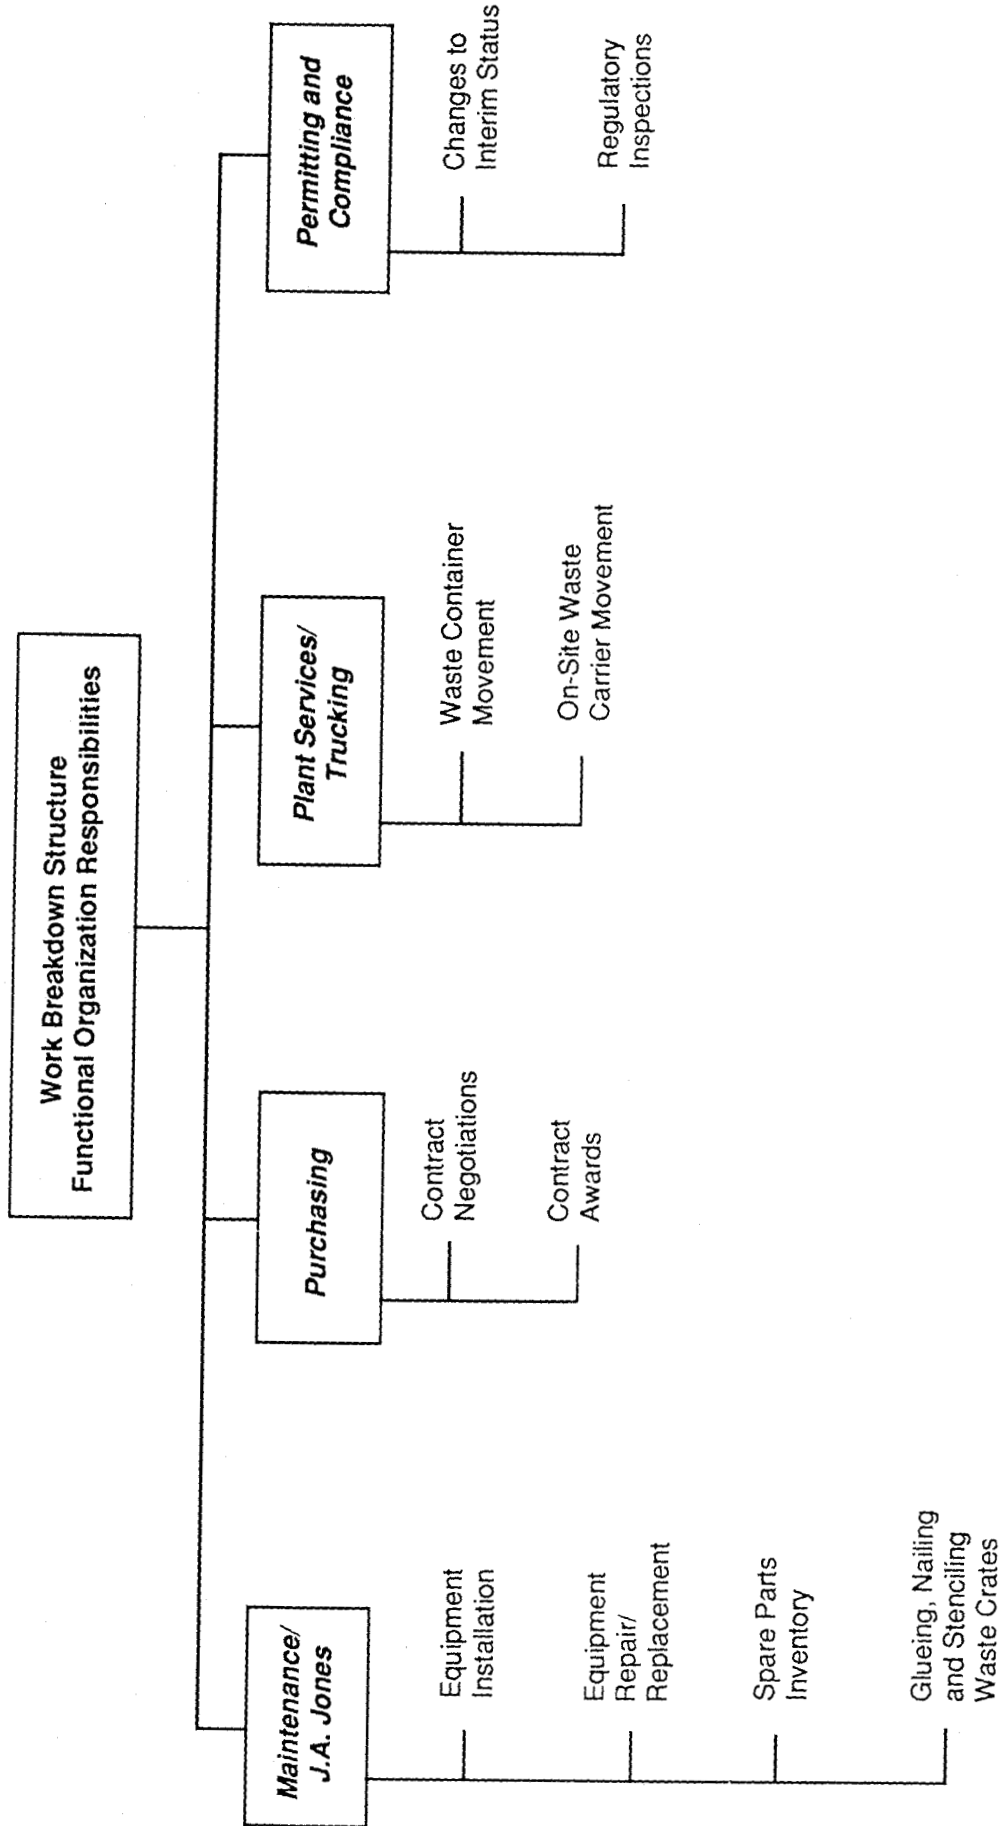 Work Breakdown Structure
Functional Organization Responsibilities
Maintenance/
J.A. Jones
Equipment
Installation
Equipment
Repair/
Replacement
Spare Parts
Inventory
Glueing, Nailing
and Stenciling
Waste Crates
Purchasing
Contract
Negotiations
Contract
Awards
Plant Services/
Trucking
Waste Container
Movement
On-Site Waste
Carrier Movement
Permitting and
Compliance
Changes to
Interim Status
Regulatory
Inspections